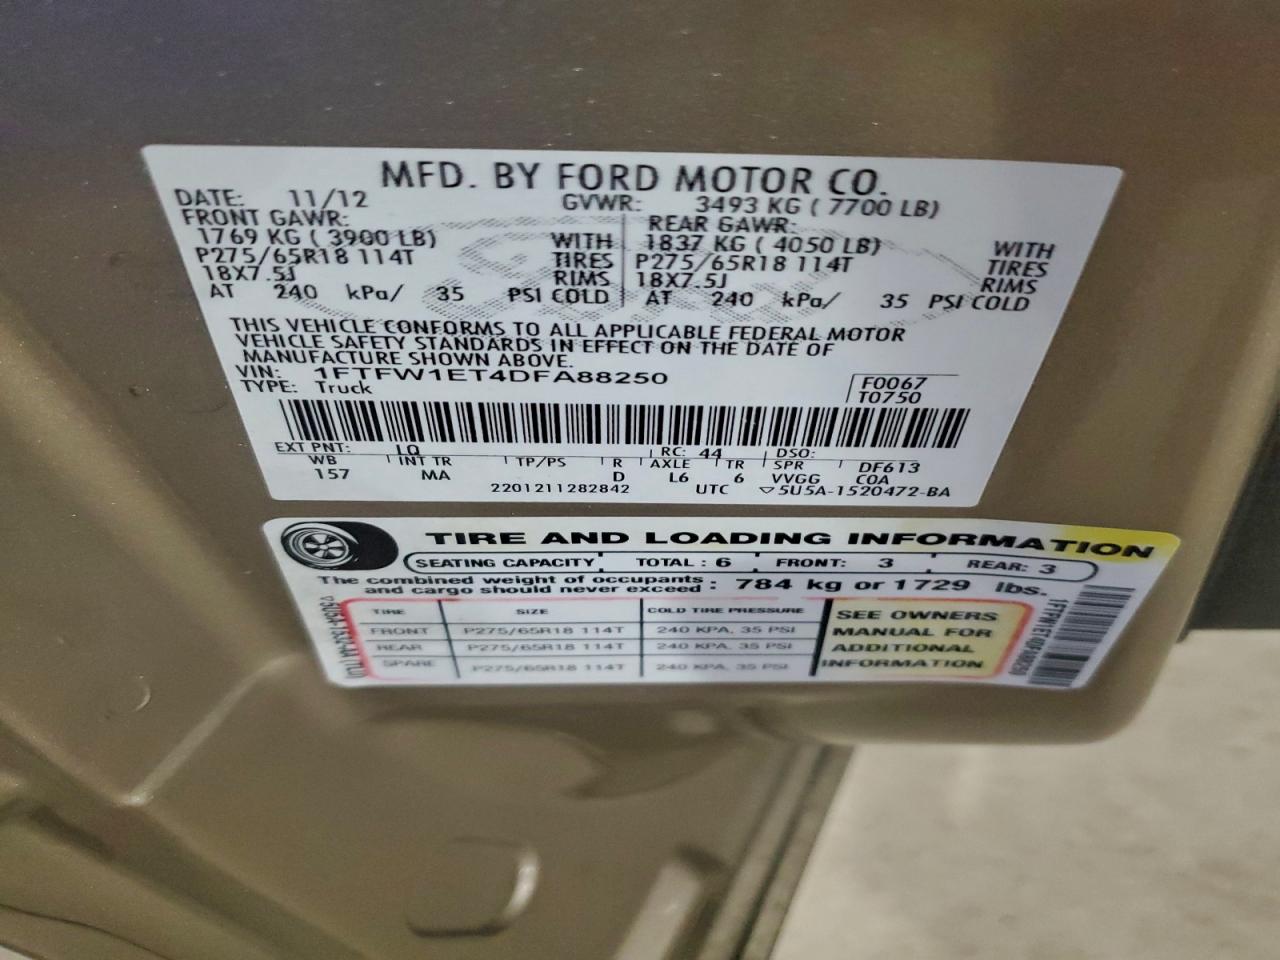 MFD. BY FORD MOTOR CO.
DATE: 11/12 GVWR: 3493 KG ( 7700 LB)
FRONT GAWR: REAR GAWR:
1769 KG ( 3900 LB) WITH 1837 KG ( 4050 LB) WITH
P275/65R18 114T TIRES P275/65R18 114T TIRES
18X7.5J RIMS 18X7.5J RIMS
AT 240 kPa/ 35 PSI COLD AT 240 kPa/ 35 PSI COLD
THIS VEHICLE CONFORMS TO ALL APPLICABLE FEDERAL MOTOR
VEHICLE SAFETY STANDARDS IN EFFECT ON THE DATE OF
MANUFACTURE SHOWN ABOVE.
VIN: 1FTFW1ET4DFA88250 F0067
TYPE: Truck T0750
EXT PNT: LQ RC: 44 DSO:
WB INT TR TP/PS R AXLE TR SPR DF613
157 MA D L6 6 VVGG COA
2201211282842 UTC ▽5U5A-1520472-BA
TIRE AND LOADING INFORMATION
SEATING CAPACITY TOTAL : 6 FRONT: 3 REAR: 3
The combined weight of occupants
and cargo should never exceed : 784 kg or 1729 lbs.
TIRE SIZE COLD TIRE PRESSURE
FRONT P275/65R18 114T 240 KPA, 35 PSI
REAR P275/65R18 114T 240 KPA, 35 PSI
SPARE P275/65R18 114T 240 KPA, 35 PSI
SEE OWNERS
MANUAL FOR
ADDITIONAL
INFORMATION
1FTFW1ET4DFA88250